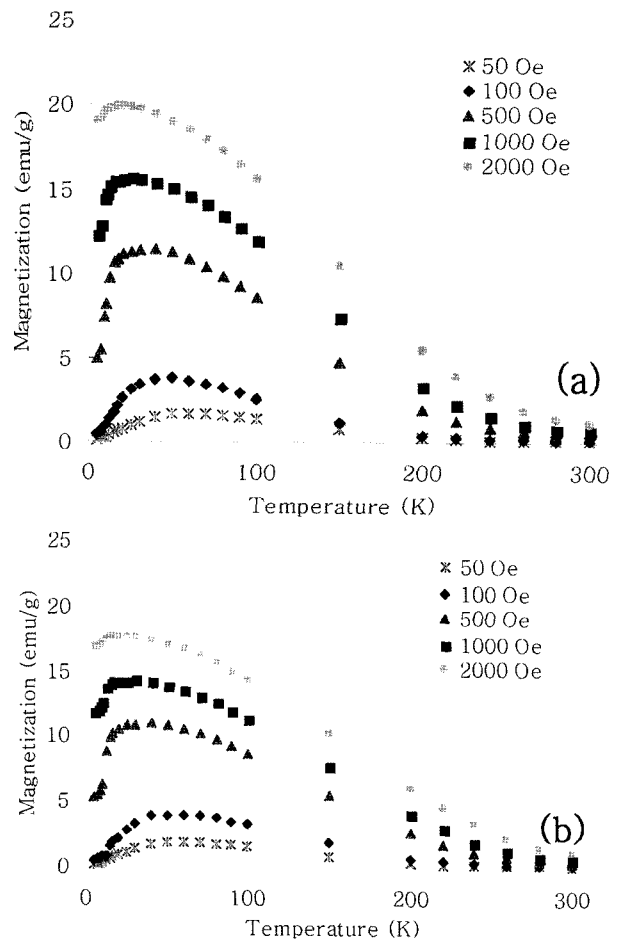 25
20
15
10
5
0
Magnetization (emu/g)
50 Oe
100 Oe
500 Oe
1000 Oe
2000 Oe
(a)
0 100 200 300
Temperature (K)
25
20
15
10
5
0
Magnetization (emu/g)
50 Oe
100 Oe
500 Oe
1000 Oe
2000 Oe
(b)
0 100 200 300
Temperature (K)